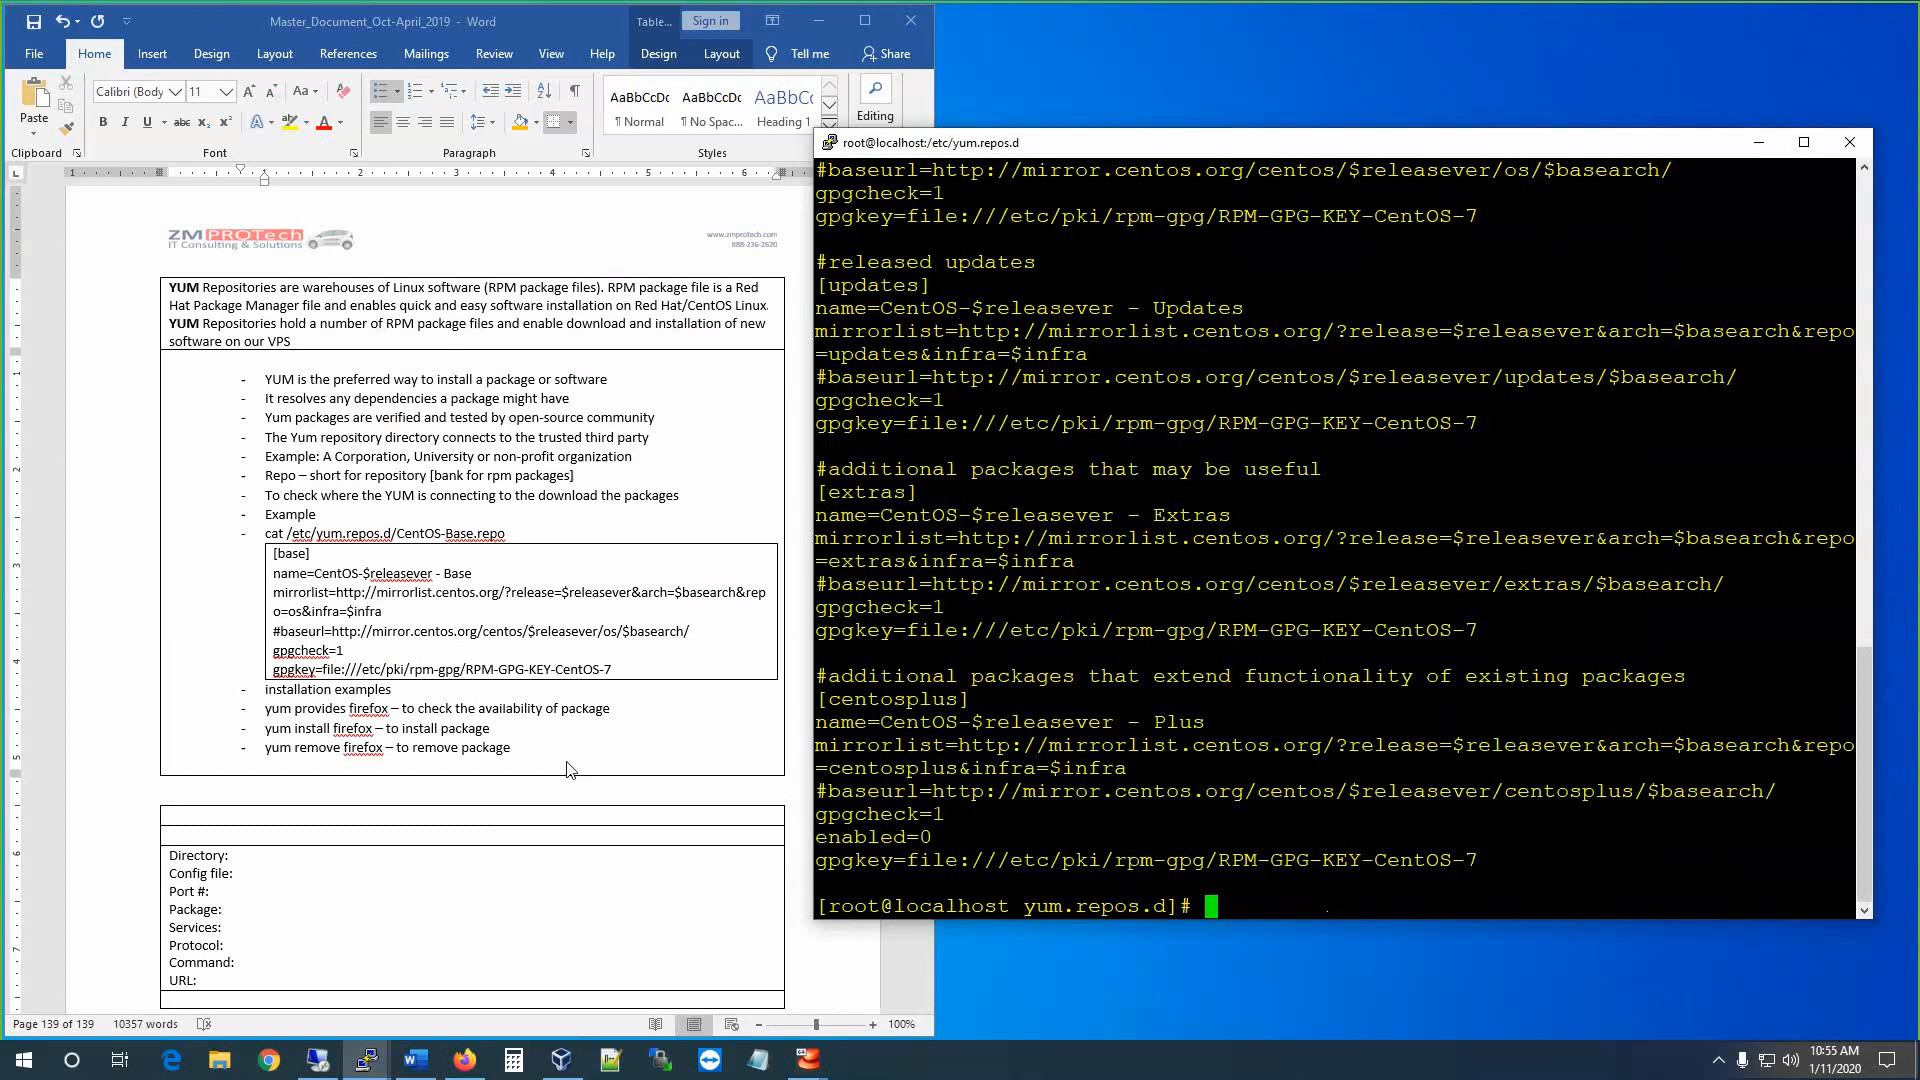 Master_Document_Oct-April_2019 - Word
Table...
Sign in
File
Home
Insert
Design
Layout
References
Mailings
Review
View
Help
Design
Layout
Tell me
Share
Paste
Calibri (Body
11
Aa
B I U abc x₂ x²
Clipboard
Font
Paragraph
AaBbCcDc
¶ Normal
AaBbCcDc
¶ No Spac...
AaBbCc
Heading 1
Styles
Editing
ZM PROTech
IT Consulting & Solutions
www.zmprotech.com
888-236-2620
YUM Repositories are warehouses of Linux software (RPM package files). RPM package file is a Red
Hat Package Manager file and enables quick and easy software installation on Red Hat/CentOS Linux.
YUM Repositories hold a number of RPM package files and enable download and installation of new
software on our VPS
- YUM is the preferred way to install a package or software
- It resolves any dependencies a package might have
- Yum packages are verified and tested by open-source community
- The Yum repository directory connects to the trusted third party
- Example: A Corporation, University or non-profit organization
- Repo – short for repository [bank for rpm packages]
- To check where the YUM is connecting to the download the packages
- Example
- cat /etc/yum.repos.d/CentOS-Base.repo
[base]
name=CentOS-$releasever - Base
mirrorlist=http://mirrorlist.centos.org/?release=$releasever&arch=$basearch&rep
o=os&infra=$infra
#baseurl=http://mirror.centos.org/centos/$releasever/os/$basearch/
gpgcheck=1
gpgkey=file:///etc/pki/rpm-gpg/RPM-GPG-KEY-CentOS-7
- installation examples
- yum provides firefox – to check the availability of package
- yum install firefox – to install package
- yum remove firefox – to remove package
Directory:
Config file:
Port #:
Package:
Services:
Protocol:
Command:
URL:
Page 139 of 139
10357 words
100%
root@localhost:/etc/yum.repos.d
#baseurl=http://mirror.centos.org/centos/$releasever/os/$basearch/
gpgcheck=1
gpgkey=file:///etc/pki/rpm-gpg/RPM-GPG-KEY-CentOS-7
#released updates
[updates]
name=CentOS-$releasever - Updates
mirrorlist=http://mirrorlist.centos.org/?release=$releasever&arch=$basearch&repo
=updates&infra=$infra
#baseurl=http://mirror.centos.org/centos/$releasever/updates/$basearch/
gpgcheck=1
gpgkey=file:///etc/pki/rpm-gpg/RPM-GPG-KEY-CentOS-7
#additional packages that may be useful
[extras]
name=CentOS-$releasever - Extras
mirrorlist=http://mirrorlist.centos.org/?release=$releasever&arch=$basearch&repo
=extras&infra=$infra
#baseurl=http://mirror.centos.org/centos/$releasever/extras/$basearch/
gpgcheck=1
gpgkey=file:///etc/pki/rpm-gpg/RPM-GPG-KEY-CentOS-7
#additional packages that extend functionality of existing packages
[centosplus]
name=CentOS-$releasever - Plus
mirrorlist=http://mirrorlist.centos.org/?release=$releasever&arch=$basearch&repo
=centosplus&infra=$infra
#baseurl=http://mirror.centos.org/centos/$releasever/centosplus/$basearch/
gpgcheck=1
enabled=0
gpgkey=file:///etc/pki/rpm-gpg/RPM-GPG-KEY-CentOS-7
[root@localhost yum.repos.d]#
10:55 AM
1/11/2020